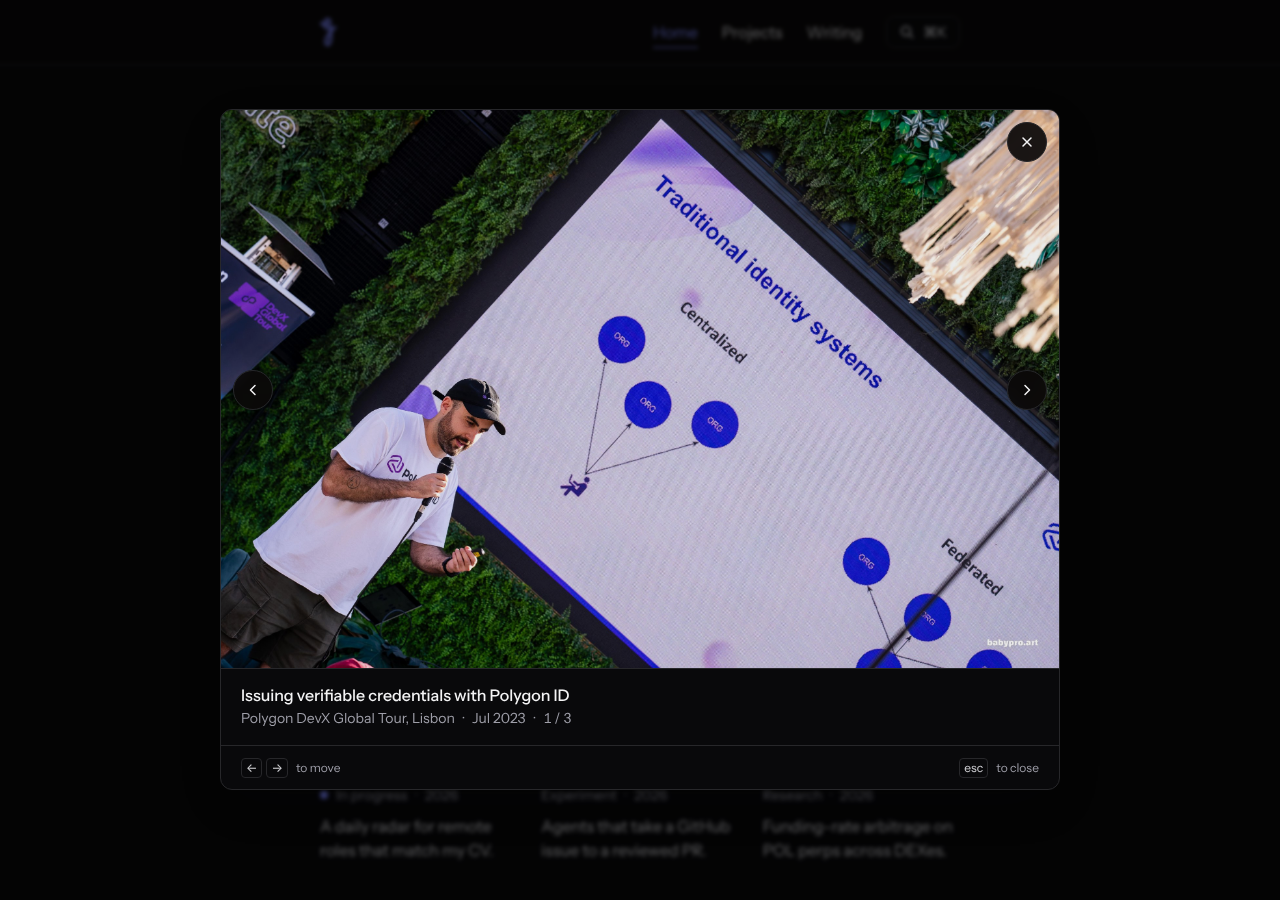 Home Projects Writing ⌘K
Traditional identity systems
Centralized
ORG
ORG
ORG
DevX
Global
Tour
Federated
ORG
ORG
babypro.art
Issuing verifiable credentials with Polygon ID
Polygon DevX Global Tour, Lisbon · Jul 2023 · 1 / 3
← → to move
esc to close
In progress · 2026
Experiment · 2026
Research · 2026
A daily radar for remote
roles that match my CV.
Agents that take a GitHub
issue to a reviewed PR.
Funding-rate arbitrage on
POL perps across DEXes.